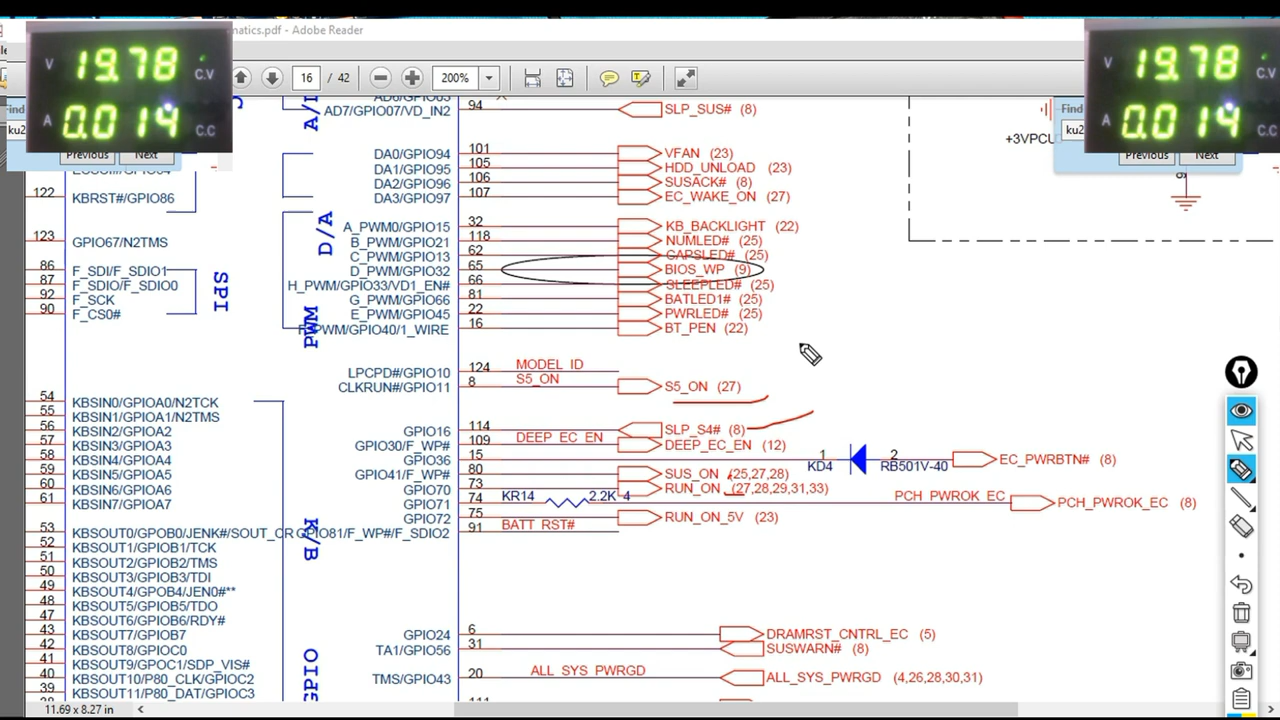 matics.pdf - Adobe Reader
16 / 42
200%
V 19.78 C.V
A 0.014 C.C
V 19.78 C.V
A 0.014 C.C
Find
ku2
Previous Next
Find
ku2
Previous Next
94 SLP_SUS# (8)
AD7/GPIO07/VD_IN2
A/
+3VPCU
DA0/GPIO94 101 VFAN (23)
DA1/GPIO95 105 HDD_UNLOAD (23)
DA2/GPIO96 106 SUSACK# (8)
DA3/GPIO97 107 EC_WAKE_ON (27)
D/A
122 KBRST#/GPIO86
A_PWM0/GPIO15 32 KB_BACKLIGHT (22)
123 GPIO67/N2TMS
B_PWM/GPIO21 118 NUMLED# (25)
C_PWM/GPIO13 62 CAPSLED# (25)
D_PWM/GPIO32 65 BIOS_WP (9)
H_PWM/GPIO33/VD1_EN# 66 SLEEPLED# (25)
G_PWM/GPIO66 81 BATLED1# (25)
E_PWM/GPIO45 22 PWRLED# (25)
F_PWM/GPIO40/1_WIRE 16 BT_PEN (22)
PWM
86 F_SDI/F_SDIO1
87 F_SDIO/F_SDIO0
92 F_SCK
90 F_CS0#
SPI
LPCPD#/GPIO10 124 MODEL_ID
CLKRUN#/GPIO11 8 S5_ON S5_ON (27)
GPIO16 114 SLP_S4# (8)
GPIO30/F_WP# 109 DEEP_EC_EN DEEP_EC_EN (12)
GPIO36 15 1 KD4 2 RB501V-40 EC_PWRBTN# (8)
GPIO41/F_WP# 80 SUS_ON (25,27,28)
GPIO70 73 RUN_ON (27,28,29,31,33)
GPIO71 74 KR14 2.2K_4 PCH_PWROK_EC PCH_PWROK_EC (8)
GPIO72 75 RUN_ON_5V (23)
GPIO81/F_WP#/F_SDIO2 91 BATT_RST#
54 KBSIN0/GPIOA0/N2TCK
55 KBSIN1/GPIOA1/N2TMS
56 KBSIN2/GPIOA2
57 KBSIN3/GPIOA3
58 KBSIN4/GPIOA4
59 KBSIN5/GPIOA5
60 KBSIN6/GPIOA6
61 KBSIN7/GPIOA7
53 KBSOUT0/GPOB0/JENK#/SOUT_CR
52 KBSOUT1/GPIOB1/TCK
51 KBSOUT2/GPIOB2/TMS
50 KBSOUT3/GPIOB3/TDI
49 KBSOUT4/GPOB4/JEN0#**
48 KBSOUT5/GPIOB5/TDO
47 KBSOUT6/GPIOB6/RDY#
43 KBSOUT7/GPIOB7
42 KBSOUT8/GPIOC0
41 KBSOUT9/GPOC1/SDP_VIS#
40 KBSOUT10/P80_CLK/GPIOC2
39 KBSOUT11/P80_DAT/GPIOC3
K/B
GPIO24 6 DRAMRST_CNTRL_EC (5)
TA1/GPIO56 31 SUSWARN# (8)
TMS/GPIO43 20 ALL_SYS_PWRGD ALL_SYS_PWRGD (4,26,28,30,31)
11.69 x 8.27 in